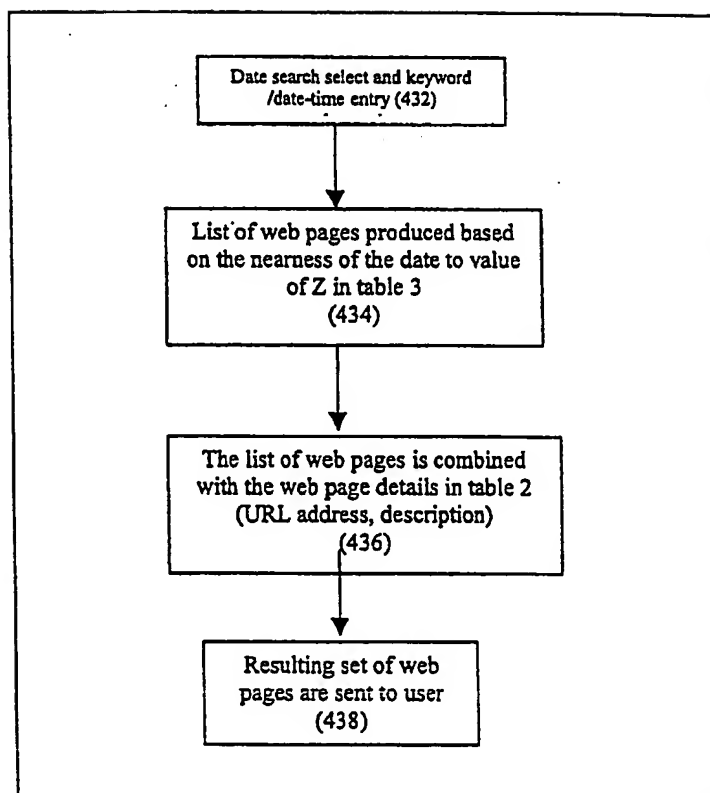 Date search select and keyword
/date-time entry (432)
List of web pages produced based
on the nearness of the date to value
of Z in table 3
(434)
The list of web pages is combined
with the web page details in table 2
(URL address, description)
(436)
Resulting set of web
pages are sent to user
(438)